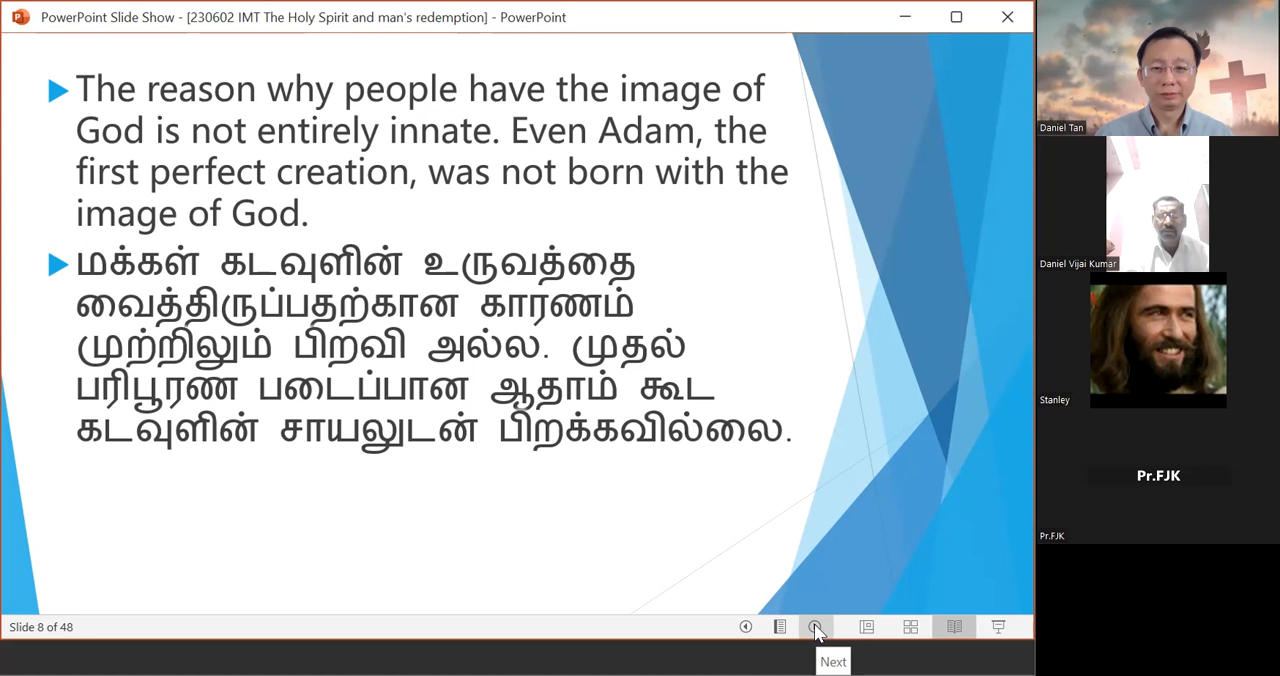 PowerPoint Slide Show - [230602 IMT The Holy Spirit and man's redemption] - PowerPoint
The reason why people have the image of
God is not entirely innate. Even Adam, the
first perfect creation, was not born with the
image of God.
மக்கள் கடவுளின் உருவத்தை
வைத்திருப்பதற்கான காரணம்
முற்றிலும் பிறவி அல்ல. முதல்
பரிபூரண படைப்பான ஆதாம் கூட
கடவுளின் சாயலுடன் பிறக்கவில்லை.
Slide 8 of 48
Next
Daniel Tan
Daniel Vijai Kumar
Stanley
Pr.FJK
Pr.FJK